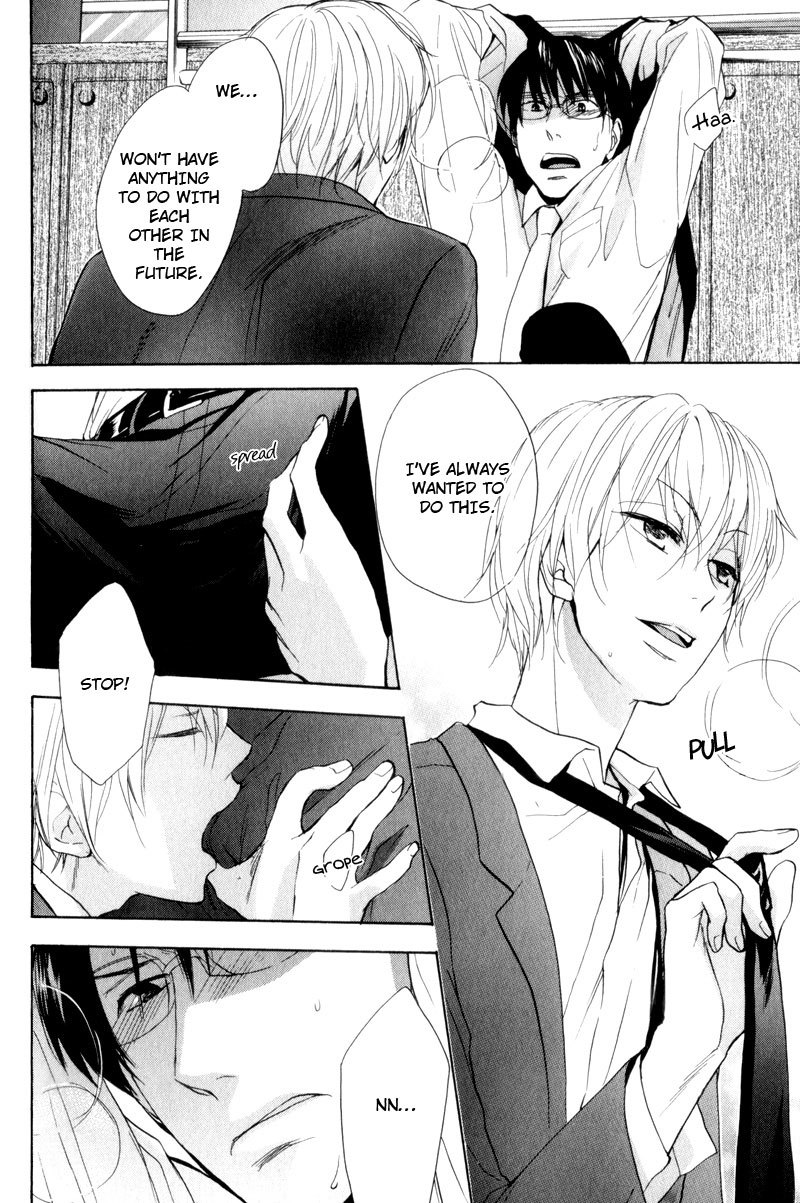 WE...
WON'T HAVE
ANYTHING
TO DO WITH
EACH
OTHER IN
THE
FUTURE.
Haa.
I'VE ALWAYS
WANTED TO
DO THIS.
PULL
spread
STOP!
Grope
NN...